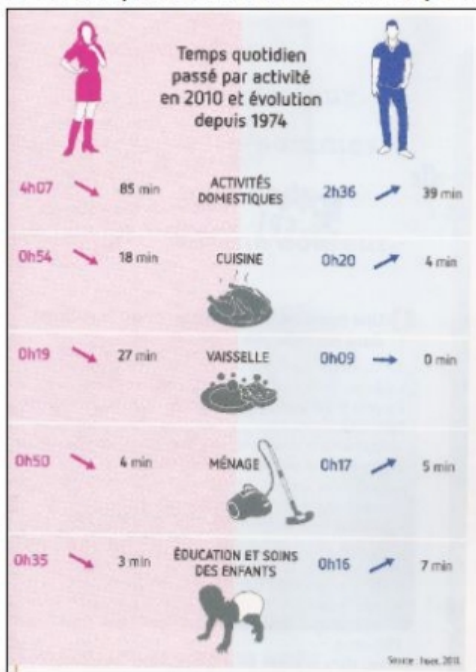 Temps quotidien
passé par activité
en 2010 et évolution
depuis 1974
4h07 85 min ACTIVITÉS DOMESTIQUES 2h36 39 min
0h54 18 min CUISINE 0h20 4 min
0h19 27 min VAISSELLE 0h09 0 min
0h50 4 min MÉNAGE 0h17 5 min
0h35 3 min ÉDUCATION ET SOINS DES ENFANTS 0h16 7 min
Source :